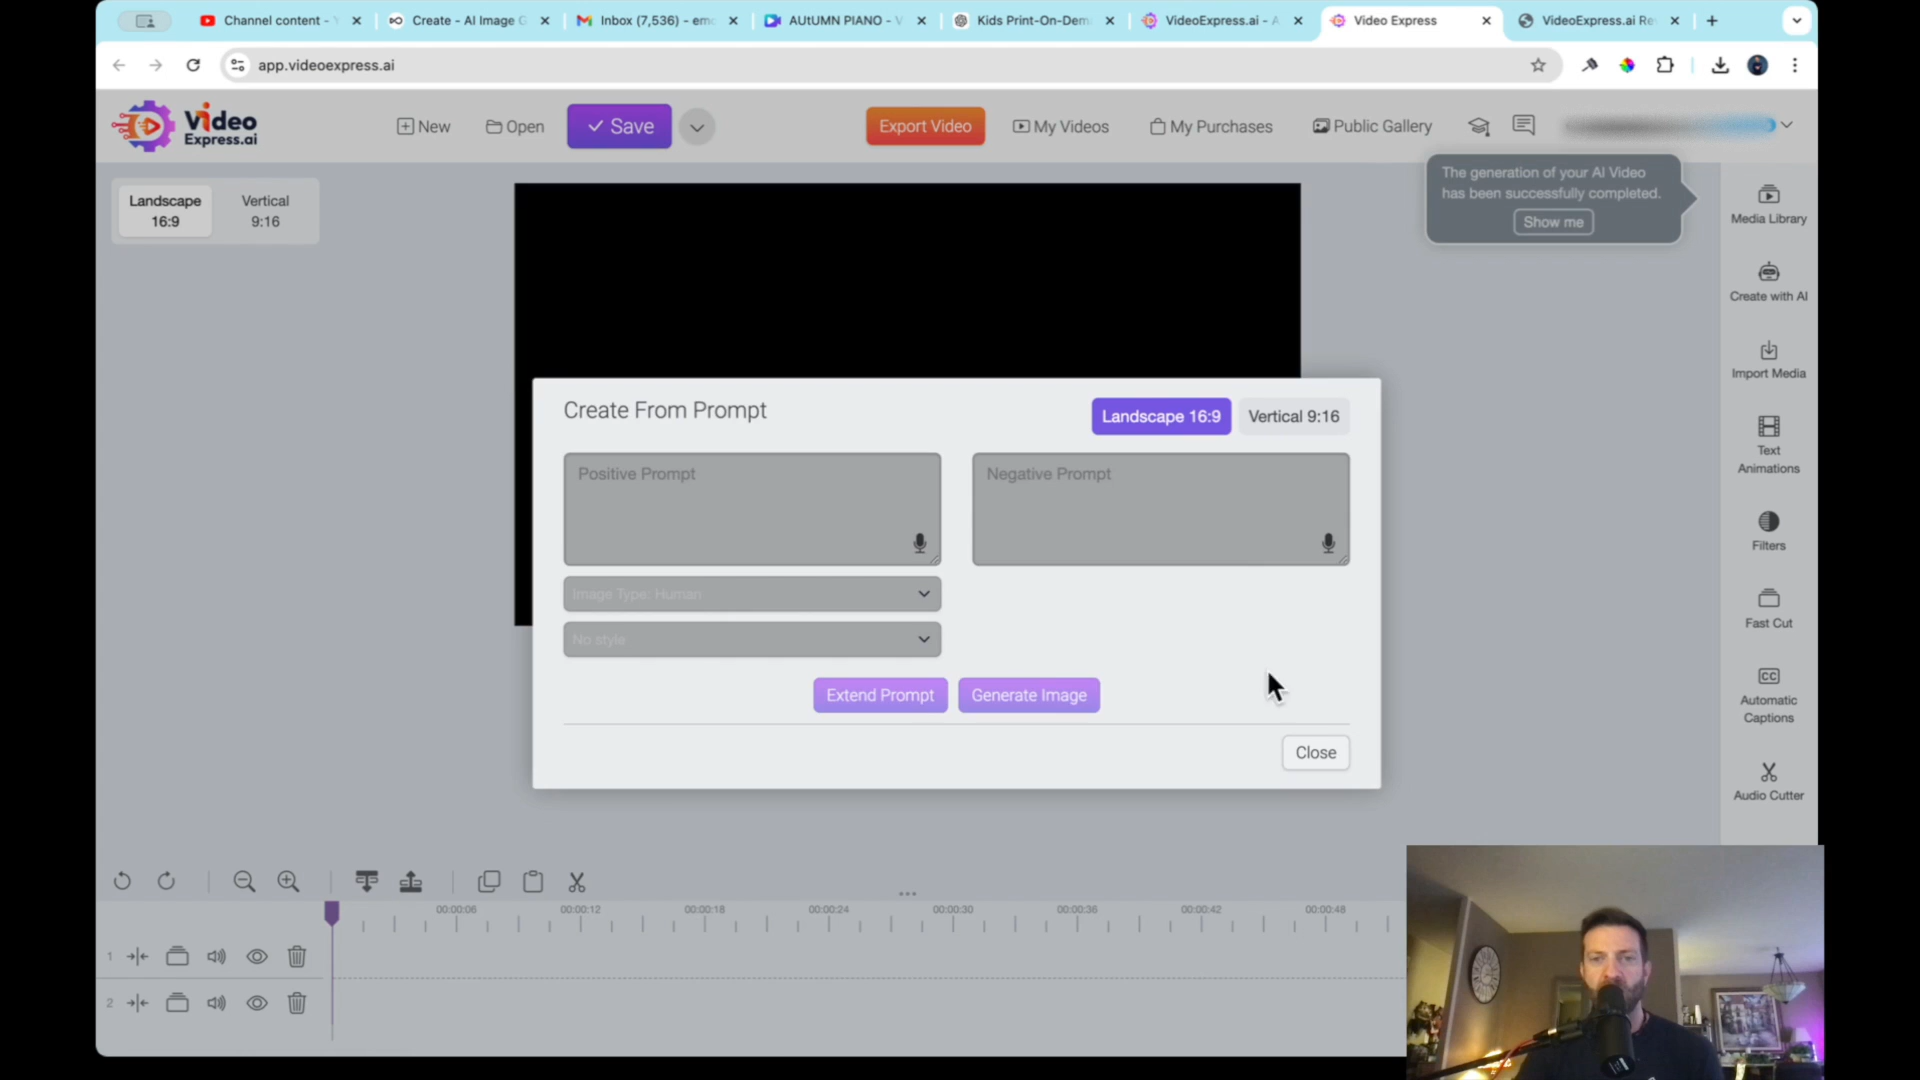 Channel content -
Create - AI Image G
Inbox (7,536) - em
AUtUMN PIANO - V
Kids Print-On-Dem
VideoExpress.ai - A
Video Express
VideoExpress.ai Re
app.videoexpress.ai
Video
Express.ai
New
Open
Save
Export Video
My Videos
My Purchases
Public Gallery
Landscape
16:9
Vertical
9:16
The generation of your AI Video
has been successfully completed.
Show me
Media Library
Create with AI
Import Media
Text
Animations
Filters
Fast Cut
CC
Automatic
Captions
Audio Cutter
Create From Prompt
Landscape 16:9
Vertical 9:16
Positive Prompt
Negative Prompt
Image Type: Human
No style
Extend Prompt
Generate Image
Close
00:00:06
00:00:12
00:00:18
00:00:24
00:00:30
00:00:36
00:00:42
00:00:48
1
2